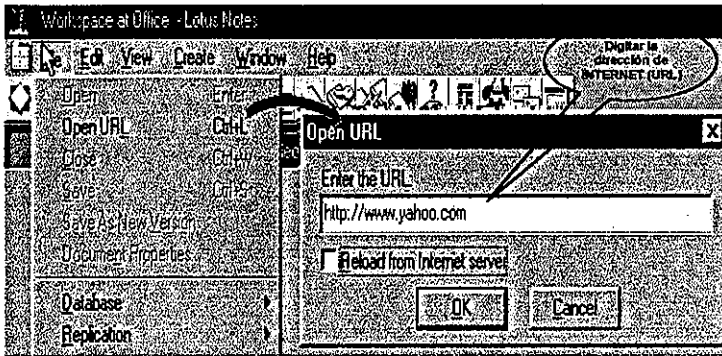 Workspace at Office - Lotus Notes
File Edit View Create Window Help
Digitar la
dirección de
INTERNET (URL)
Open Enter
Open URL Ctrl+L
Close Ctrl+W
Save Ctrl+S
Save As New Version
Document Properties
Database
Replication
Open URL X
Enter the URL:
http://www.yahoo.com
Reload from Internet server
OK Cancel